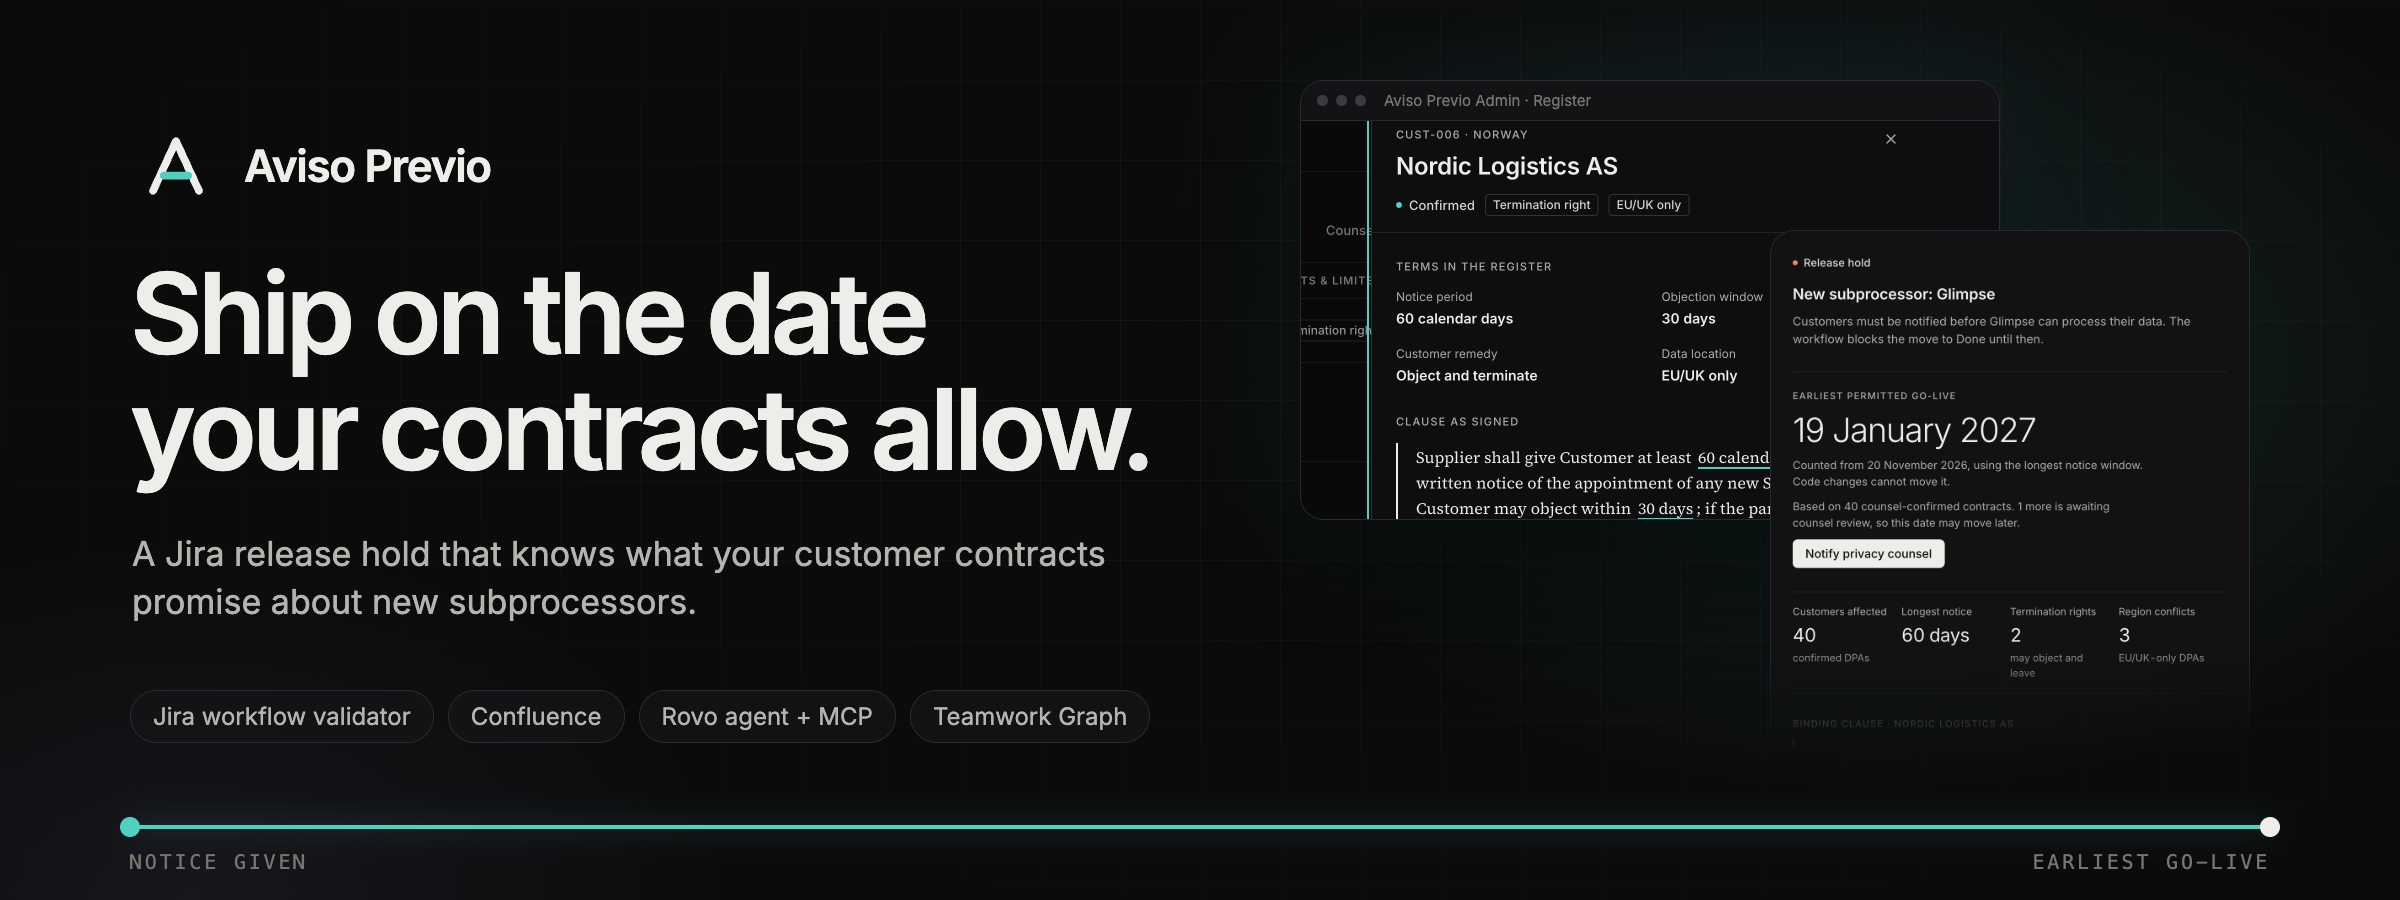 Aviso Previo
Ship on the date
your contracts allow.
A Jira release hold that knows what your customer contracts
promise about new subprocessors.
Jira workflow validator
Confluence
Rovo agent + MCP
Teamwork Graph
Aviso Previo Admin · Register
Couns
TS & LIMITS
mination righ
CUST-006 · NORWAY
×
Nordic Logistics AS
Confirmed
Termination right
EU/UK only
TERMS IN THE REGISTER
Notice period
Objection window
60 calendar days
30 days
Customer remedy
Data location
Object and terminate
EU/UK only
CLAUSE AS SIGNED
Supplier shall give Customer at least 60 calend
written notice of the appointment of any new S
Customer may object within 30 days ; if the par
Release hold
New subprocessor: Glimpse
Customers must be notified before Glimpse can process their data. The
workflow blocks the move to Done until then.
EARLIEST PERMITTED GO-LIVE
19 January 2027
Counted from 20 November 2026, using the longest notice window.
Code changes cannot move it.
Based on 40 counsel-confirmed contracts. 1 more is awaiting
counsel review, so this date may move later.
Notify privacy counsel
Customers affected
Longest notice
Termination rights
Region conflicts
40
60 days
2
3
confirmed DPAs
may object and
leave
EU/UK-only DPAs
BINDING CLAUSE · NORDIC LOGISTICS AS
NOTICE GIVEN
EARLIEST GO-LIVE